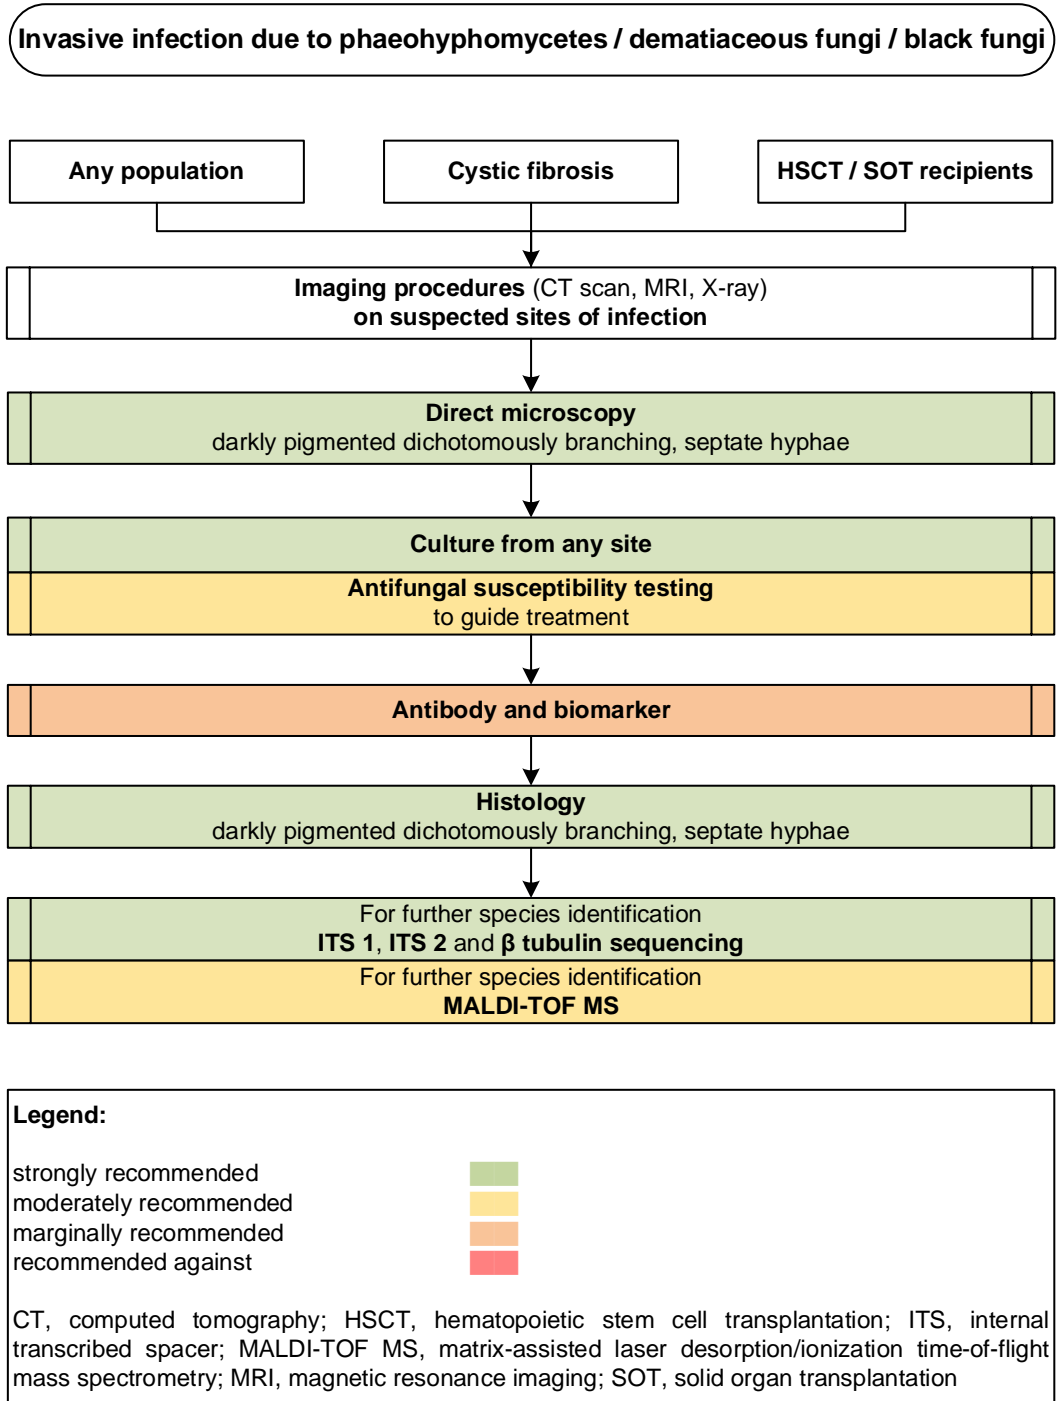 Invasive infection due to phaeohyphomycetes / dematiaceous fungi / black fungi
Any population
Cystic fibrosis
HSCT / SOT recipients
Imaging procedures (CT scan, MRI, X-ray)
on suspected sites of infection
Direct microscopy
darkly pigmented dichotomously branching, septate hyphae
Culture from any site
Antifungal susceptibility testing
to guide treatment
Antibody and biomarker
Histology
darkly pigmented dichotomously branching, septate hyphae
For further species identification
ITS 1, ITS 2 and β tubulin sequencing
For further species identification
MALDI-TOF MS
Legend:
strongly recommended
moderately recommended
marginally recommended
recommended against
CT, computed tomography; HSCT, hematopoietic stem cell transplantation; ITS, internal
transcribed spacer; MALDI-TOF MS, matrix-assisted laser desorption/ionization time-of-flight
mass spectrometry; MRI, magnetic resonance imaging; SOT, solid organ transplantation